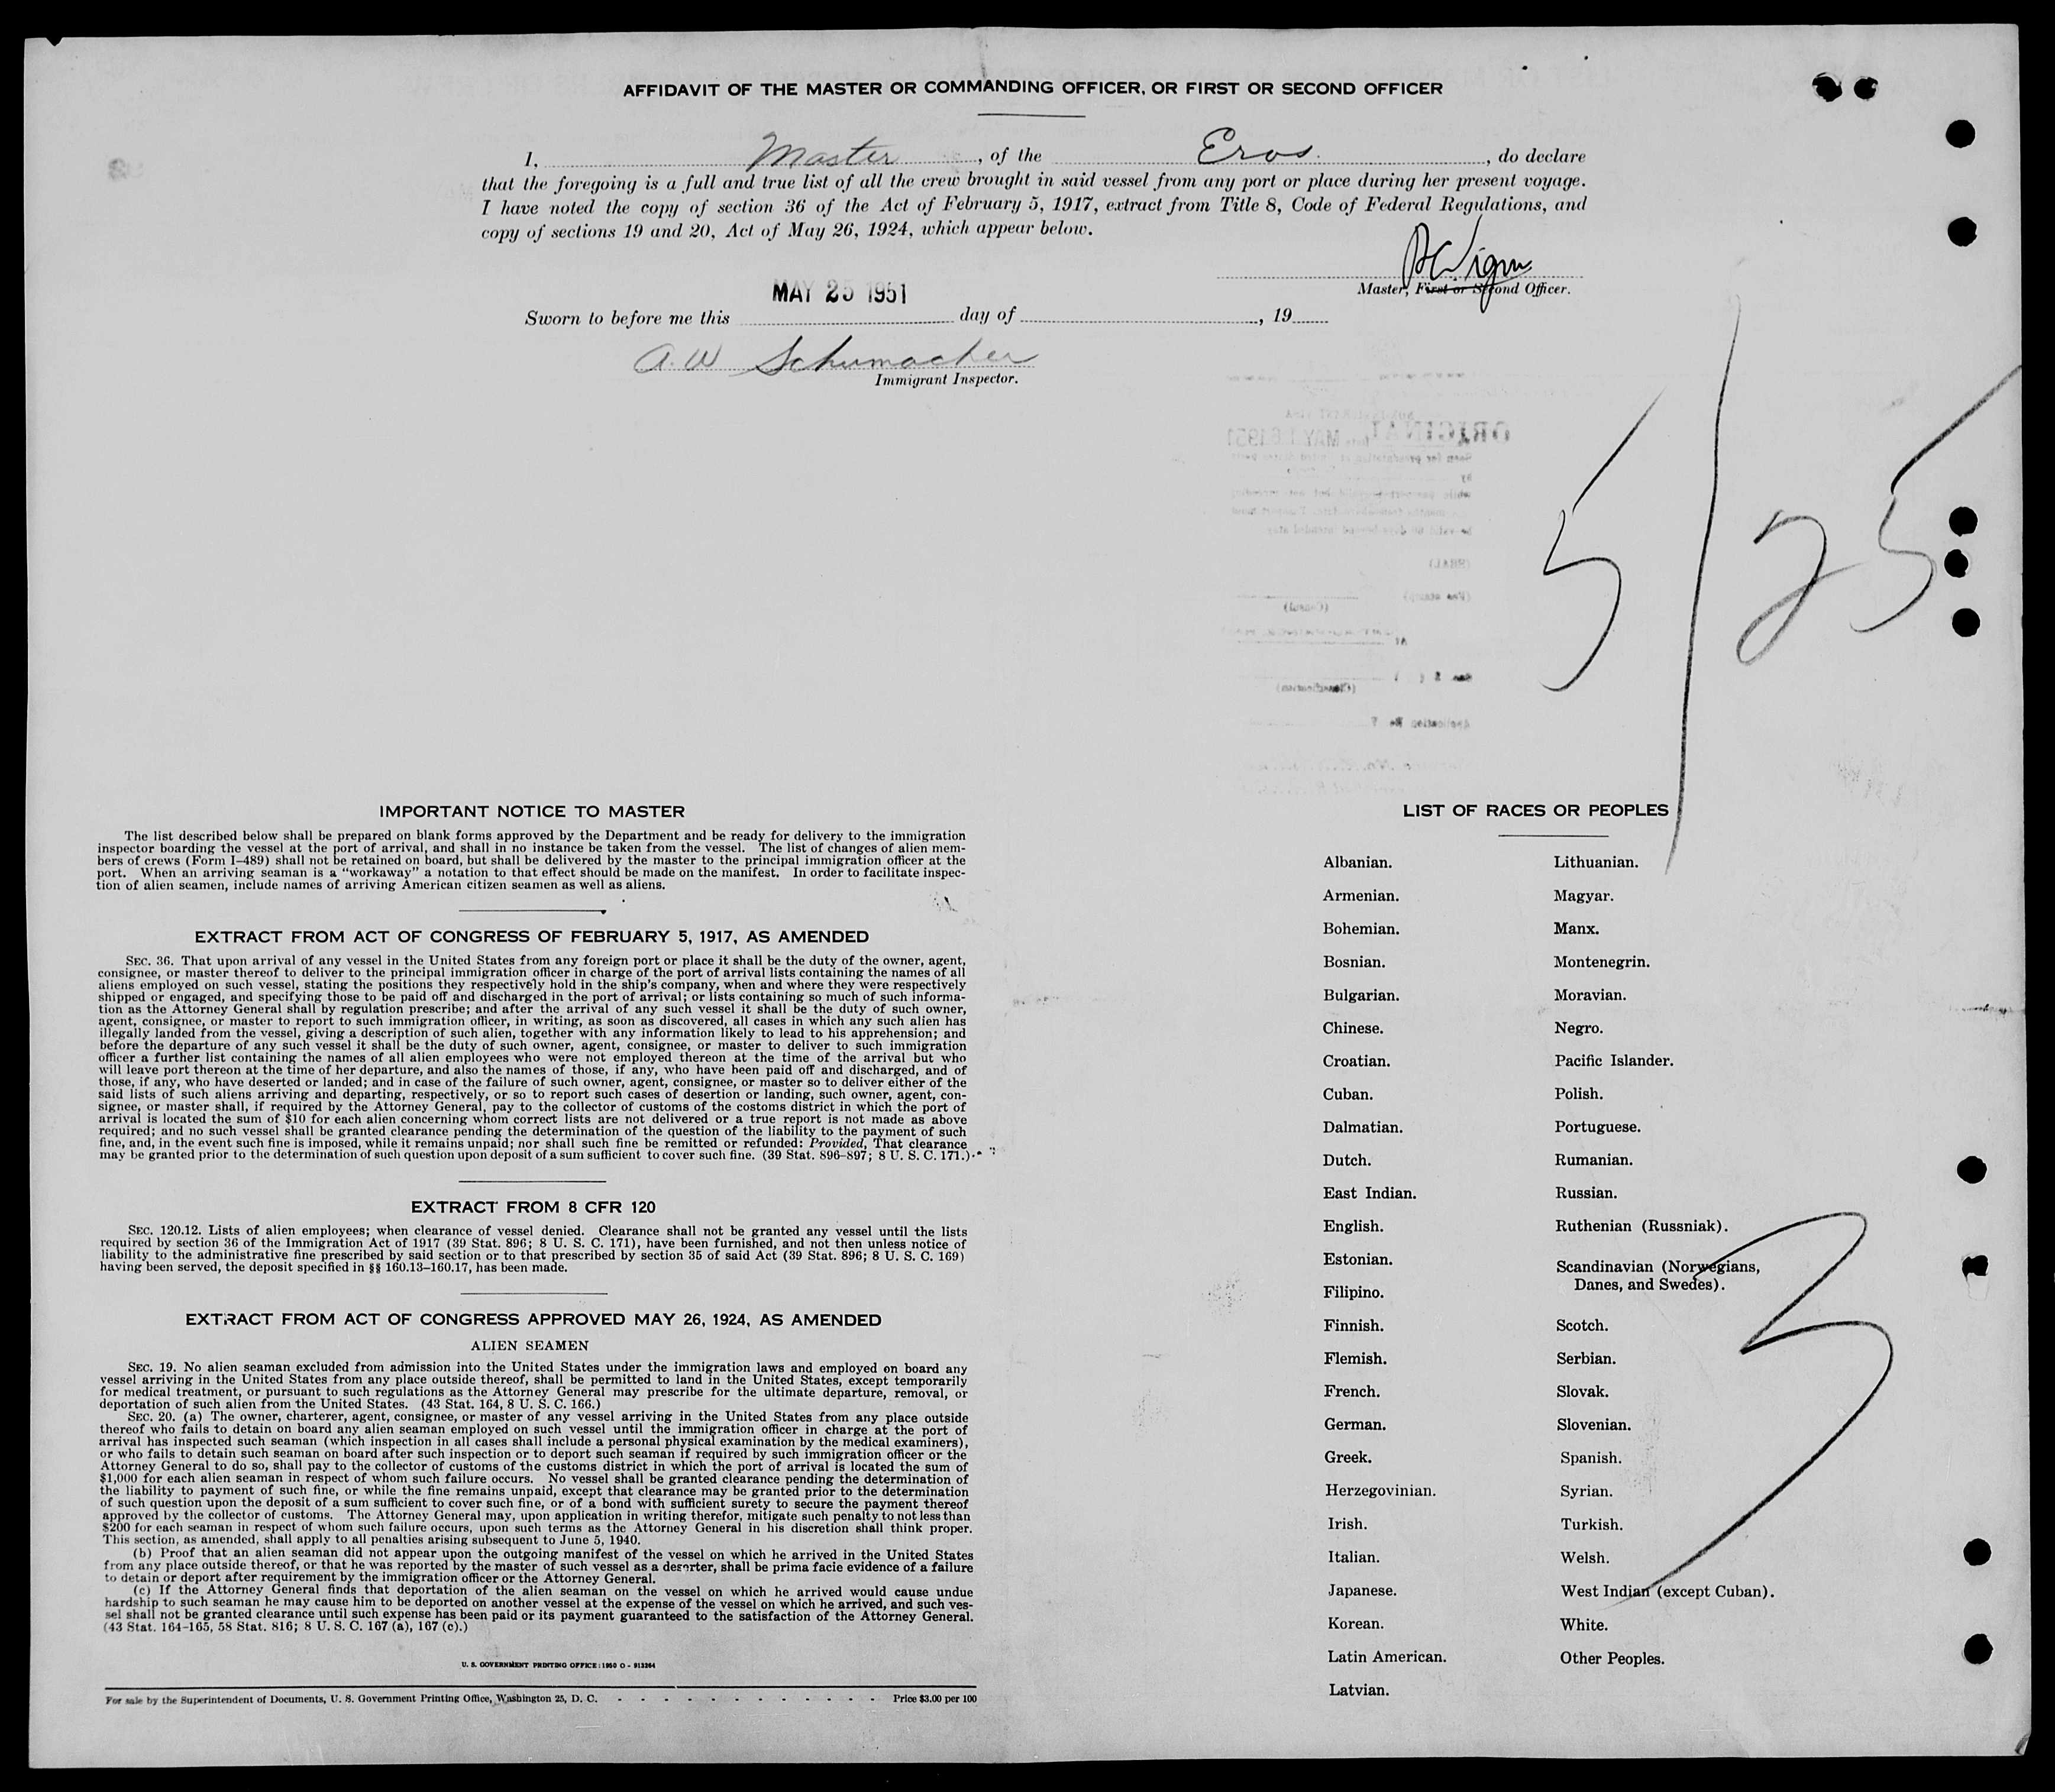 AFFIDAVIT OF THE MASTER OR COMMANDING OFFICER, OR FIRST OR SECOND OFFICER
I, Master, of the Eros, do declare
that the foregoing is a full and true list of all the crew brought in said vessel from any port or place during her present voyage.
I have noted the copy of section 36 of the Act of February 5, 1917, extract from Title 8, Code of Federal Regulations, and
copy of sections 19 and 20, Act of May 26, 1924, which appear below.
Master, First or Second Officer.
MAY 25 1951
Sworn to before me this day of , 19
A. W Schumacher
Immigrant Inspector.
ORIGINAL
MAY 16 1951
5/25
IMPORTANT NOTICE TO MASTER
The list described below shall be prepared on blank forms approved by the Department and be ready for delivery to the immigration
inspector boarding the vessel at the port of arrival, and shall in no instance be taken from the vessel. The list of changes of alien mem-
bers of crews (Form I-489) shall not be retained on board, but shall be delivered by the master to the principal immigration officer at the
port. When an arriving seaman is a "workaway" a notation to that effect should be made on the manifest. In order to facilitate inspec-
tion of alien seamen, include names of arriving American citizen seamen as well as aliens.
EXTRACT FROM ACT OF CONGRESS OF FEBRUARY 5, 1917, AS AMENDED
SEC. 36. That upon arrival of any vessel in the United States from any foreign port or place it shall be the duty of the owner, agent,
consignee, or master thereof to deliver to the principal immigration officer in charge of the port of arrival lists containing the names of all
aliens employed on such vessel, stating the positions they respectively hold in the ship's company, when and where they were respectively
shipped or engaged, and specifying those to be paid off and discharged in the port of arrival; or lists containing so much of such informa-
tion as the Attorney General shall by regulation prescribe; and after the arrival of any such vessel it shall be the duty of such owner,
agent, consignee, or master to report to such immigration officer, in writing, as soon as discovered, all cases in which any such alien has
illegally landed from the vessel, giving a description of such alien, together with any information likely to lead to his apprehension; and
before the departure of any such vessel it shall be the duty of such owner, agent, consignee, or master to deliver to such immigration
officer a further list containing the names of all alien employees who were not employed thereon at the time of the arrival but who
will leave port thereon at the time of her departure, and also the names of those, if any, who have been paid off and discharged, and of
those, if any, who have deserted or landed; and in case of the failure of such owner, agent, consignee, or master so to deliver either of the
said lists of such aliens arriving and departing, respectively, or so to report such cases of desertion or landing, such owner, agent, con-
signee, or master shall, if required by the Attorney General, pay to the collector of customs of the costoms district in which the port of
arrival is located the sum of $10 for each alien concerning whom correct lists are not delivered or a true report is not made as above
required; and no such vessel shall be granted clearance pending the determination of the question of the liability to the payment of such
fine, and, in the event such fine is imposed, while it remains unpaid; nor shall such fine be remitted or refunded: Provided, That clearance
may be granted prior to the determination of such question upon deposit of a sum sufficient to cover such fine. (39 Stat. 896-897; 8 U. S. C. 171.)
EXTRACT FROM 8 CFR 120
SEC. 120.12. Lists of alien employees; when clearance of vessel denied. Clearance shall not be granted any vessel until the lists
required by section 36 of the Immigration Act of 1917 (39 Stat. 896; 8 U. S. C. 171), have been furnished, and not then unless notice of
liability to the administrative fine prescribed by said section or to that prescribed by section 35 of said Act (39 Stat. 896; 8 U. S. C. 169)
having been served, the deposit specified in §§ 160.13-160.17, has been made.
EXTRACT FROM ACT OF CONGRESS APPROVED MAY 26, 1924, AS AMENDED
ALIEN SEAMEN
SEC. 19. No alien seaman excluded from admission into the United States under the immigration laws and employed on board any
vessel arriving in the United States from any place outside thereof, shall be permitted to land in the United States, except temporarily
for medical treatment, or pursuant to such regulations as the Attorney General may prescribe for the ultimate departure, removal, or
deportation of such alien from the United States. (43 Stat. 164, 8 U. S. C. 166.)
SEC. 20. (a) The owner, charterer, agent, consignee, or master of any vessel arriving in the United States from any place outside
thereof who fails to detain on board any alien seaman employed on such vessel until the immigration officer in charge at the port of
arrival has inspected such seaman (which inspection in all cases shall include a personal physical examination by the medical examiners),
or who fails to detain such seaman on board after such inspection or to deport such seaman if required by such immigration officer or the
Attorney General to do so, shall pay to the collector of customs of the customs district in which the port of arrival is located the sum of
$1,000 for each alien seaman in respect of whom such failure occurs. No vessel shall be granted clearance pending the determination of
the liability to payment of such fine, or while the fine remains unpaid, except that clearance may be granted prior to the determination
of such question upon the deposit of a sum sufficient to cover such fine, or of a bond with sufficient surety to secure the payment thereof
approved by the collector of customs. The Attorney General may, upon application in writing therefor, mitigate such penalty to not less than
$200 for each seaman in respect of whom such failure occurs, upon such terms as the Attorney General in his discretion shall think proper.
This section, as amended, shall apply to all penalties arising subsequent to June 5, 1940.
(b) Proof that an alien seaman did not appear upon the outgoing manifest of the vessel on which he arrived in the United States
from any place outside thereof, or that he was reported by the master of such vessel as a deserter, shall be prima facie evidence of a failure
to detain or deport after requirement by the immigration officer or the Attorney General.
(c) If the Attorney General finds that deportation of the alien seaman on the vessel on which he arrived would cause undue
hardship to such seaman he may cause him to be deported on another vessel at the expense of the vessel on which he arrived, and such ves-
sel shall not be granted clearance until such expense has been paid or its payment guaranteed to the satisfaction of the Attorney General.
(43 Stat. 164-165, 58 Stat. 816; 8 U. S. C. 167 (a), 167 (c).)
U. S. GOVERNMENT PRINTING OFFICE : 1950 O - 913264
For sale by the Superintendent of Documents, U. S. Government Printing Office, Washington 25, D. C. - - - - - - - - - - - - Price $3.00 per 100
LIST OF RACES OR PEOPLES
Albanian.
Armenian.
Bohemian.
Bosnian.
Bulgarian.
Chinese.
Croatian.
Cuban.
Dalmatian.
Dutch.
East Indian.
English.
Estonian.
Filipino.
Finnish.
Flemish.
French.
German.
Greek.
Herzegovinian.
Irish.
Italian.
Japanese.
Korean.
Latin American.
Latvian.
Lithuanian.
Magyar.
Manx.
Montenegrin.
Moravian.
Negro.
Pacific Islander.
Polish.
Portuguese.
Rumanian.
Russian.
Ruthenian (Russniak).
Scandinavian (Norwegians,
Danes, and Swedes).
Scotch.
Serbian.
Slovak.
Slovenian.
Spanish.
Syrian.
Turkish.
Welsh.
West Indian (except Cuban).
White.
Other Peoples.
3